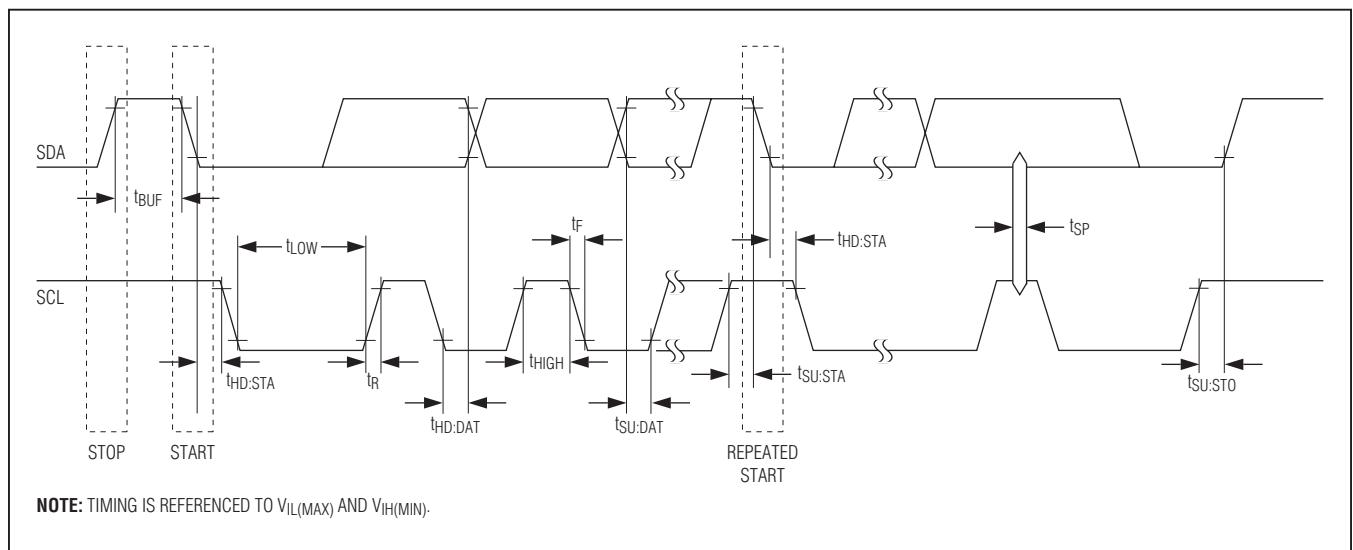 SDA
tBUF
tLOW
tF
tHD:STA
tSP
SCL
tHD:STA
tR
tHIGH
tSU:STA
tHD:DAT
tSU:DAT
tSU:STO
STOP
START
REPEATED
START
NOTE: TIMING IS REFERENCED TO VIL(MAX) AND VIH(MIN).